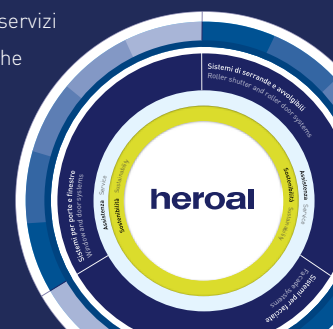 servizi
he
Sistemi di serrande e avvolgibili
Roller shutter and roller door systems
Sistemi per porte e finestre
Window and door systems
Assistenza
Service
Sostenibilità
Sustainability
heroal
Sostenibilità
Sustainability
Assistenza
Service
Sistemi per facciate
Facade systems